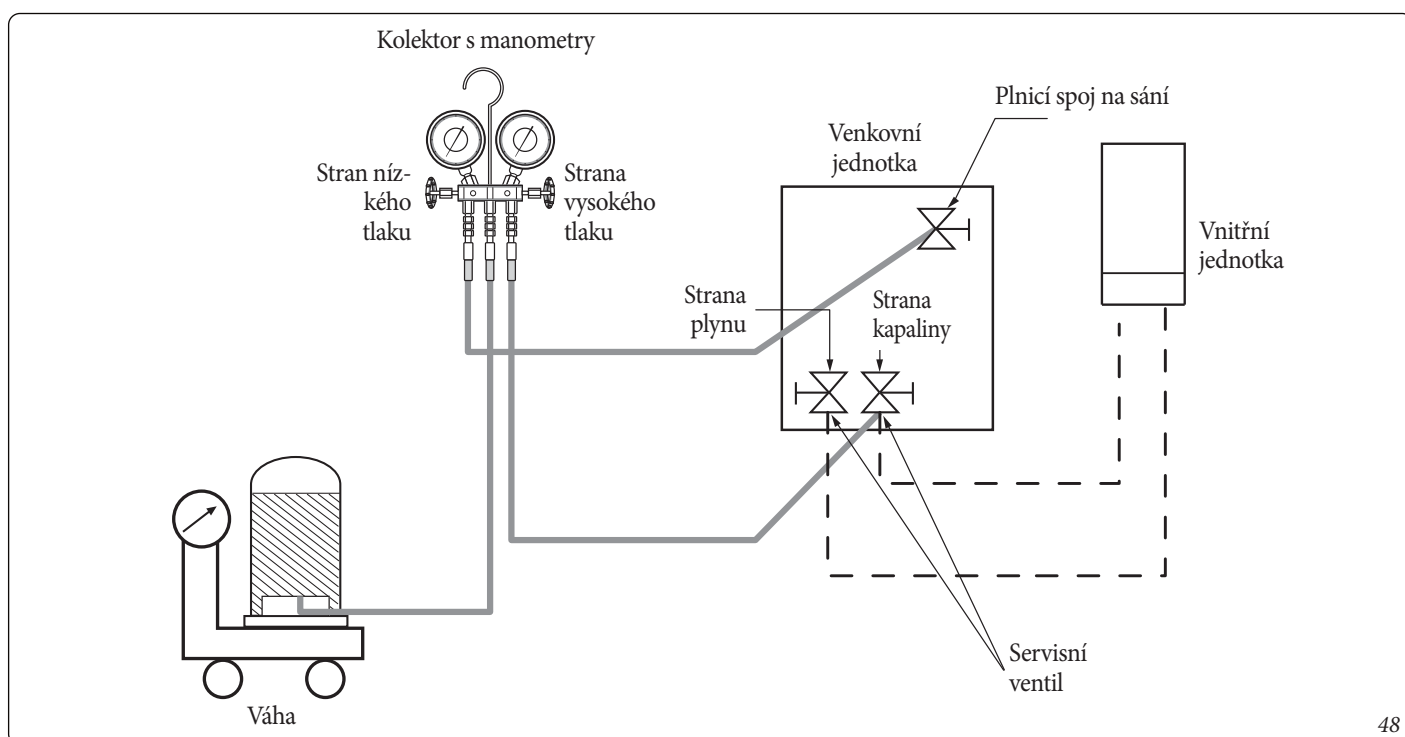 Kolektor s manometry
Plnicí spoj na sání
Venkovní
jednotka
Stran níz-
kého
tlaku
Strana
vysokého
tlaku
Vnitřní
jednotka
Strana
plynu
Strana
kapaliny
Servisní
ventil
Váha
48